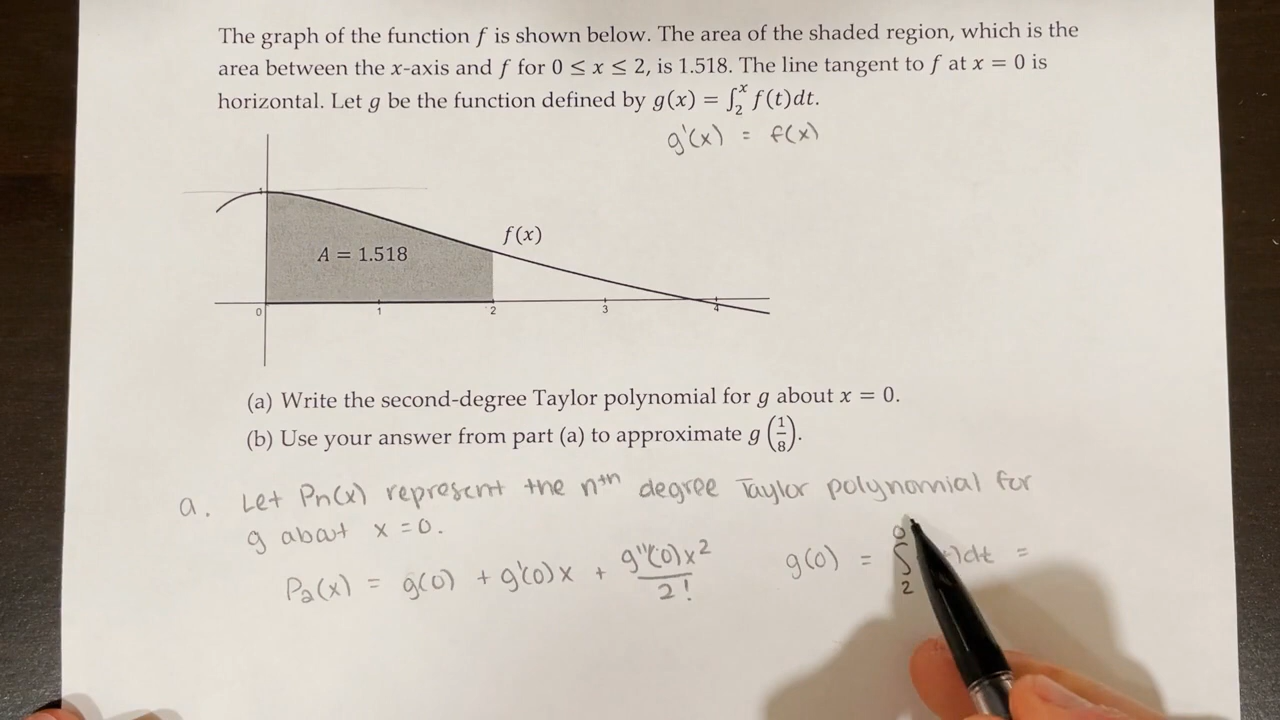 The graph of the function f is shown below. The area of the shaded region, which is the
area between the x-axis and f for 0 ≤ x ≤ 2, is 1.518. The line tangent to f at x = 0 is
horizontal. Let g be the function defined by g(x) = ∫₂ˣ f(t)dt.
g'(x) = f(x)
1
f(x)
A = 1.518
0 1 2 3 4
(a) Write the second-degree Taylor polynomial for g about x = 0.
(b) Use your answer from part (a) to approximate g(1/8).
a. Let Pn(x) represent the nth degree Taylor polynomial for
g about x = 0.
P₂(x) = g(0) + g'(0)x + g''(0)x²/2! g(0) = ∫₂⁰ )dt =